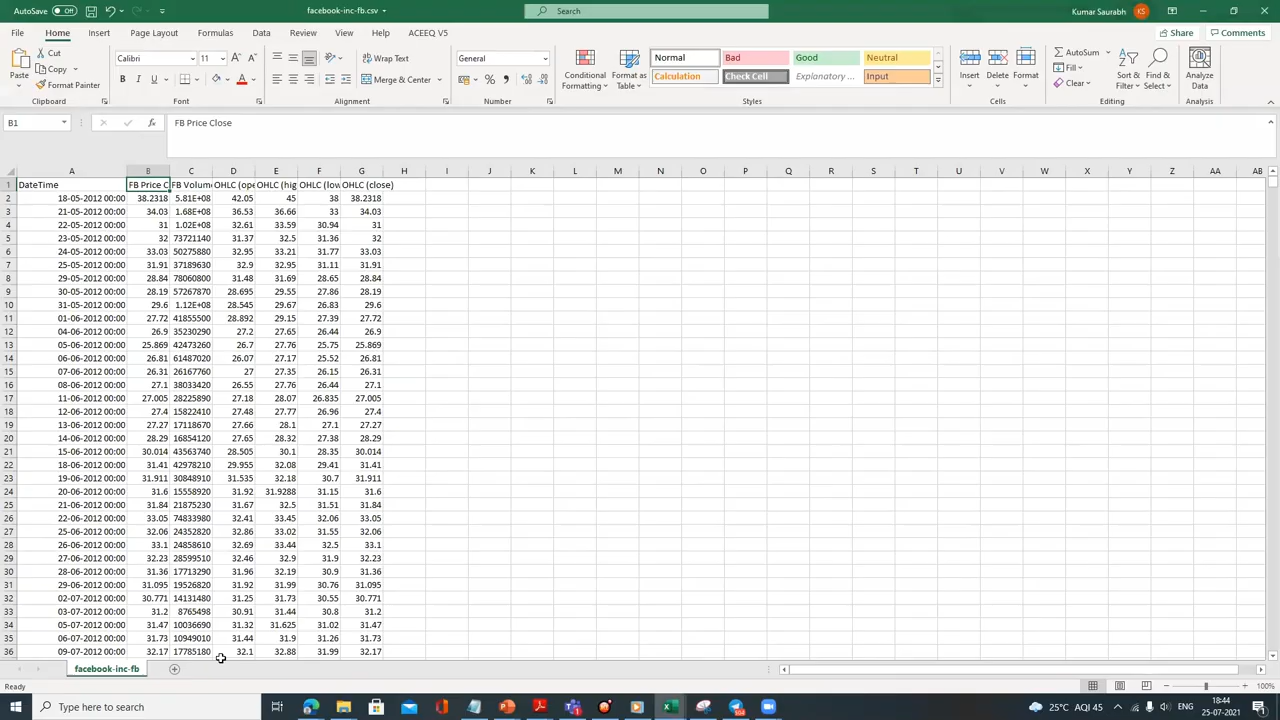 AutoSave Off facebook-inc-fb.csv Search Kumar Saurabh KS
File Home Insert Page Layout Formulas Data Review View Help ACEEQ V5 Share Comments
Paste Cut Copy Format Painter Clipboard
Calibri 11 A A B I U A Font
Wrap Text Merge & Center Alignment
General % Number
Conditional Formatting Format as Table
Normal Bad Good Neutral
Calculation Check Cell Explanatory ... Input
Styles
Insert Delete Format Cells
AutoSum Fill Clear Sort & Filter Find & Select Editing
Analyze Data Analysis
B1 fx FB Price Close
A B C D E F G H I J K L M N O P Q R S T U V W X Y Z AA AB
1 DateTime FB Price C FB Volum OHLC (ope OHLC (hig OHLC (low OHLC (close)
2 18-05-2012 00:00 38.2318 5.81E+08 42.05 45 38 38.2318
3 21-05-2012 00:00 34.03 1.68E+08 36.53 36.66 33 34.03
4 22-05-2012 00:00 31 1.02E+08 32.61 33.59 30.94 31
5 23-05-2012 00:00 32 73721140 31.37 32.5 31.36 32
6 24-05-2012 00:00 33.03 50275880 32.95 33.21 31.77 33.03
7 25-05-2012 00:00 31.91 37189630 32.9 32.95 31.11 31.91
8 29-05-2012 00:00 28.84 78060800 31.48 31.69 28.65 28.84
9 30-05-2012 00:00 28.19 57267870 28.695 29.55 27.86 28.19
10 31-05-2012 00:00 29.6 1.12E+08 28.545 29.67 26.83 29.6
11 01-06-2012 00:00 27.72 41855500 28.892 29.15 27.39 27.72
12 04-06-2012 00:00 26.9 35230290 27.2 27.65 26.44 26.9
13 05-06-2012 00:00 25.869 42473260 26.7 27.76 25.75 25.869
14 06-06-2012 00:00 26.81 61487020 26.07 27.17 25.52 26.81
15 07-06-2012 00:00 26.31 26167760 27 27.35 26.15 26.31
16 08-06-2012 00:00 27.1 38033420 26.55 27.76 26.44 27.1
17 11-06-2012 00:00 27.005 28225890 27.18 28.07 26.835 27.005
18 12-06-2012 00:00 27.4 15822410 27.48 27.77 26.96 27.4
19 13-06-2012 00:00 27.27 17118670 27.66 28.1 27.1 27.27
20 14-06-2012 00:00 28.29 16854120 27.65 28.32 27.38 28.29
21 15-06-2012 00:00 30.014 43563740 28.505 30.1 28.35 30.014
22 18-06-2012 00:00 31.41 42978210 29.955 32.08 29.41 31.41
23 19-06-2012 00:00 31.911 30848910 31.535 32.18 30.7 31.911
24 20-06-2012 00:00 31.6 15558920 31.92 31.9288 31.15 31.6
25 21-06-2012 00:00 31.84 21875230 31.67 32.5 31.51 31.84
26 22-06-2012 00:00 33.05 74833980 32.41 33.45 32.06 33.05
27 25-06-2012 00:00 32.06 24352820 32.86 33.02 31.55 32.06
28 26-06-2012 00:00 33.1 24858610 32.69 33.44 32.5 33.1
29 27-06-2012 00:00 32.23 28599510 32.46 32.9 31.9 32.23
30 28-06-2012 00:00 31.36 17713290 31.96 32.19 30.9 31.36
31 29-06-2012 00:00 31.095 19526820 31.92 31.99 30.76 31.095
32 02-07-2012 00:00 30.771 14131480 31.25 31.73 30.55 30.771
33 03-07-2012 00:00 31.2 8765498 30.91 31.44 30.8 31.2
34 05-07-2012 00:00 31.47 10036690 31.32 31.625 31.02 31.47
35 06-07-2012 00:00 31.73 10949010 31.44 31.9 31.26 31.73
36 09-07-2012 00:00 32.17 17785180 32.1 32.88 31.99 32.17
facebook-inc-fb
Ready 100%
Type here to search 25°C AQI 45 ENG 18:44
25-07-2021